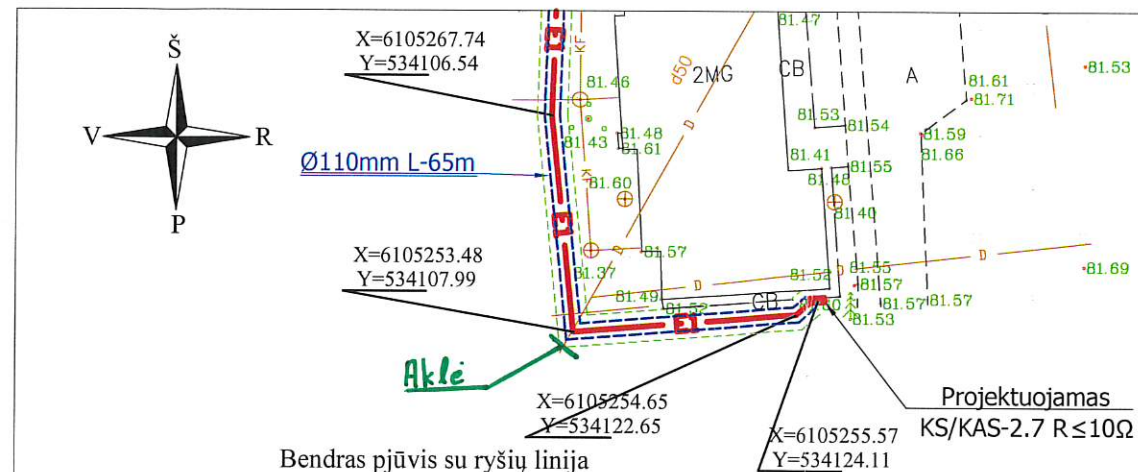 X=6105267.74
Y=534106.54
Š
V
R
P
Ø110mm L-65m
X=6105253.48
Y=534107.99
Aklė
X=6105254.65
Y=534122.65
X=6105255.57
Y=534124.11
Projektuojamas
KS/KAS-2.7 R≤10Ω
Bendras pjūvis su ryšių linija
E1
E1
E1
KF
KF
d50
2MG
CB
A
CB
D
D
D
D
81.46
81.43
81.48
81.61
81.60
81.57
81.37
81.49
81.52
81.47
81.53
81.54
81.41
81.55
81.48
81.40
81.52
81.55
81.57
81.53
81.57
81.57
81.61
81.71
81.59
81.66
81.53
81.69